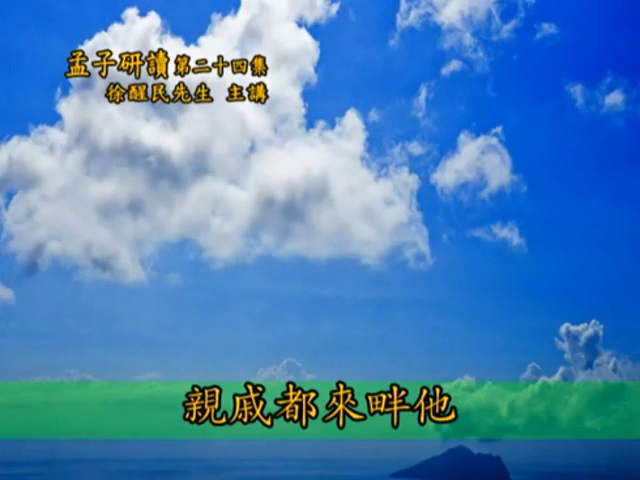 孟子研讀 第二十四集
徐醒民先生 主講
親戚都來畔他